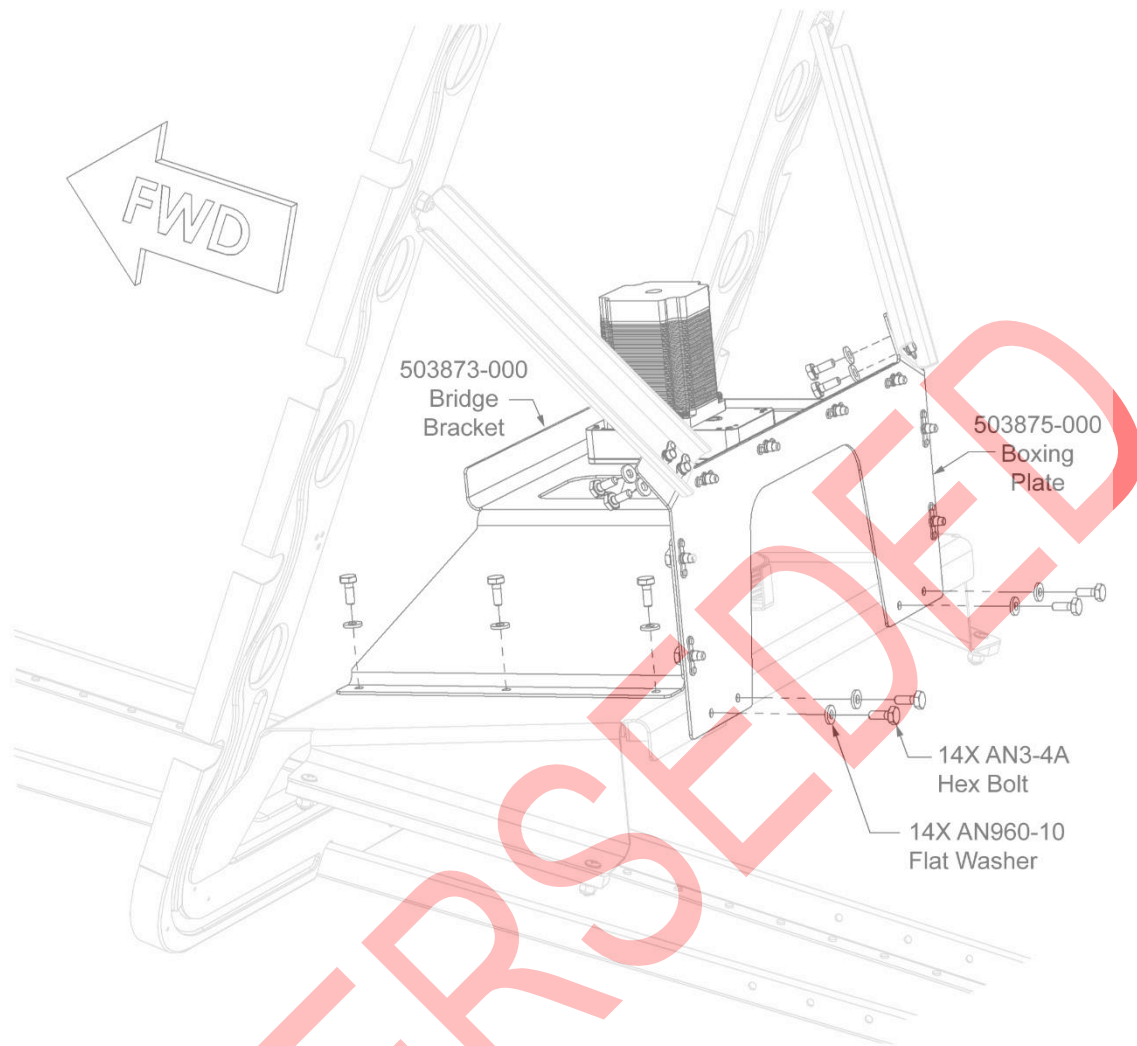 FWD
503873-000
Bridge
Bracket
503875-000
Boxing
Plate
14X AN3-4A
Hex Bolt
14X AN960-10
Flat Washer
ERSEDED